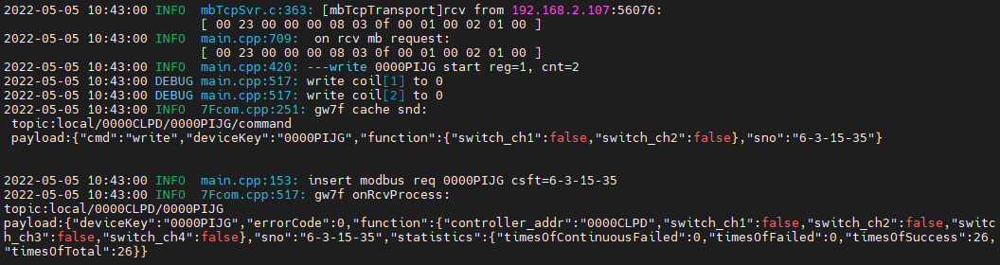 2022-05-05 10:43:00 INFO  mbTcpSvr.c:363: [mbTcpTransport]rcv from 192.168.2.107:56076:
[ 00 23 00 00 00 08 03 0f 00 01 00 02 01 00 ]
2022-05-05 10:43:00 INFO  main.cpp:709:  on rcv mb request:
[ 00 23 00 00 00 08 03 0f 00 01 00 02 01 00 ]
2022-05-05 10:43:00 INFO  main.cpp:420: ---write 0000PIJG start reg=1, cnt=2
2022-05-05 10:43:00 DEBUG main.cpp:517: write coil[1] to 0
2022-05-05 10:43:00 DEBUG main.cpp:517: write coil[2] to 0
2022-05-05 10:43:00 INFO  7Fcom.cpp:251: gw7f cache snd:
topic:local/0000CLPD/0000PIJG/command
payload:{"cmd":"write","deviceKey":"0000PIJG","function":{"switch_ch1":false,"switch_ch2":false},"sno":"6-3-15-35"}
2022-05-05 10:43:00 INFO  main.cpp:153: insert modbus req 0000PIJG csft=6-3-15-35
2022-05-05 10:43:00 INFO  7Fcom.cpp:517: gw7f onRcvProcess:
topic:local/0000CLPD/0000PIJG
payload:{"deviceKey":"0000PIJG","errorCode":0,"function":{"controller_addr":"0000CLPD","switch_ch1":false,"switch_ch2":false,"switc
h_ch3":false,"switch_ch4":false},"sno":"6-3-15-35","statistics":{"timesOfContinuousFailed":0,"timesOfFailed":0,"timesOfSuccess":26,
"timesOfTotal":26}}